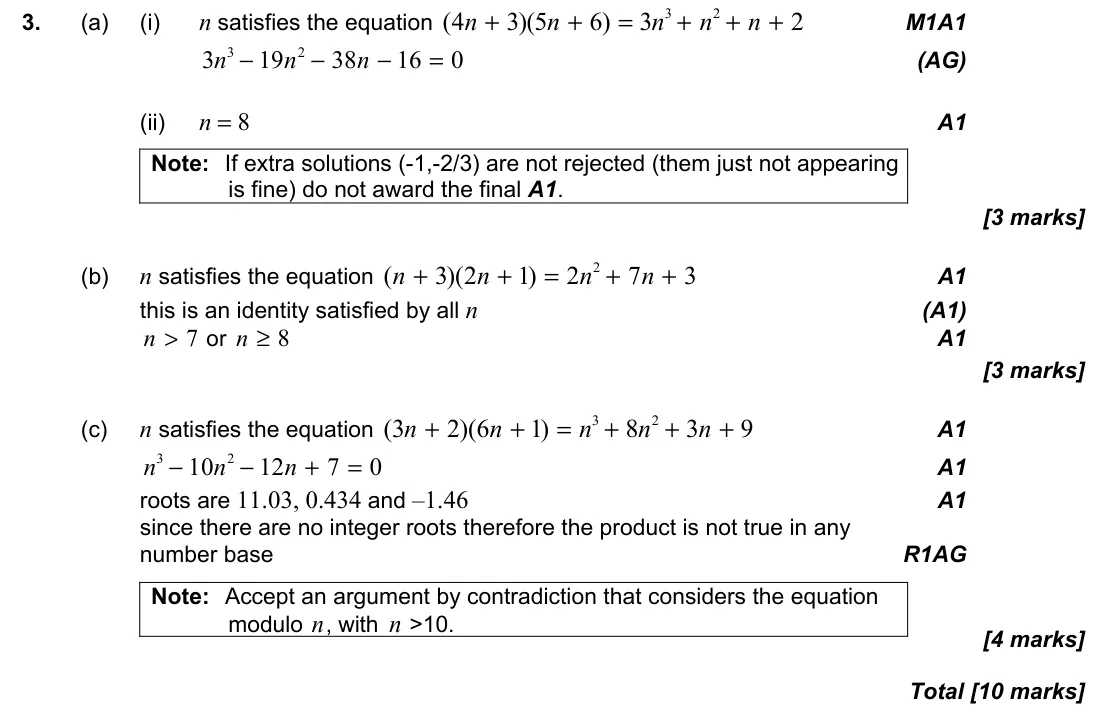 3. (a) (i) n satisfies the equation (4n + 3)(5n + 6) = 3n³ + n² + n + 2 M1A1
3n³ – 19n² – 38n – 16 = 0 (AG)
(ii) n = 8 A1
Note: If extra solutions (-1,-2/3) are not rejected (them just not appearing
is fine) do not award the final A1.
[3 marks]
(b) n satisfies the equation (n + 3)(2n + 1) = 2n² + 7n + 3 A1
this is an identity satisfied by all n (A1)
n > 7 or n ≥ 8 A1
[3 marks]
(c) n satisfies the equation (3n + 2)(6n + 1) = n³ + 8n² + 3n + 9 A1
n³ – 10n² – 12n + 7 = 0 A1
roots are 11.03, 0.434 and –1.46 A1
since there are no integer roots therefore the product is not true in any
number base R1AG
Note: Accept an argument by contradiction that considers the equation
modulo n, with n >10.
[4 marks]
Total [10 marks]